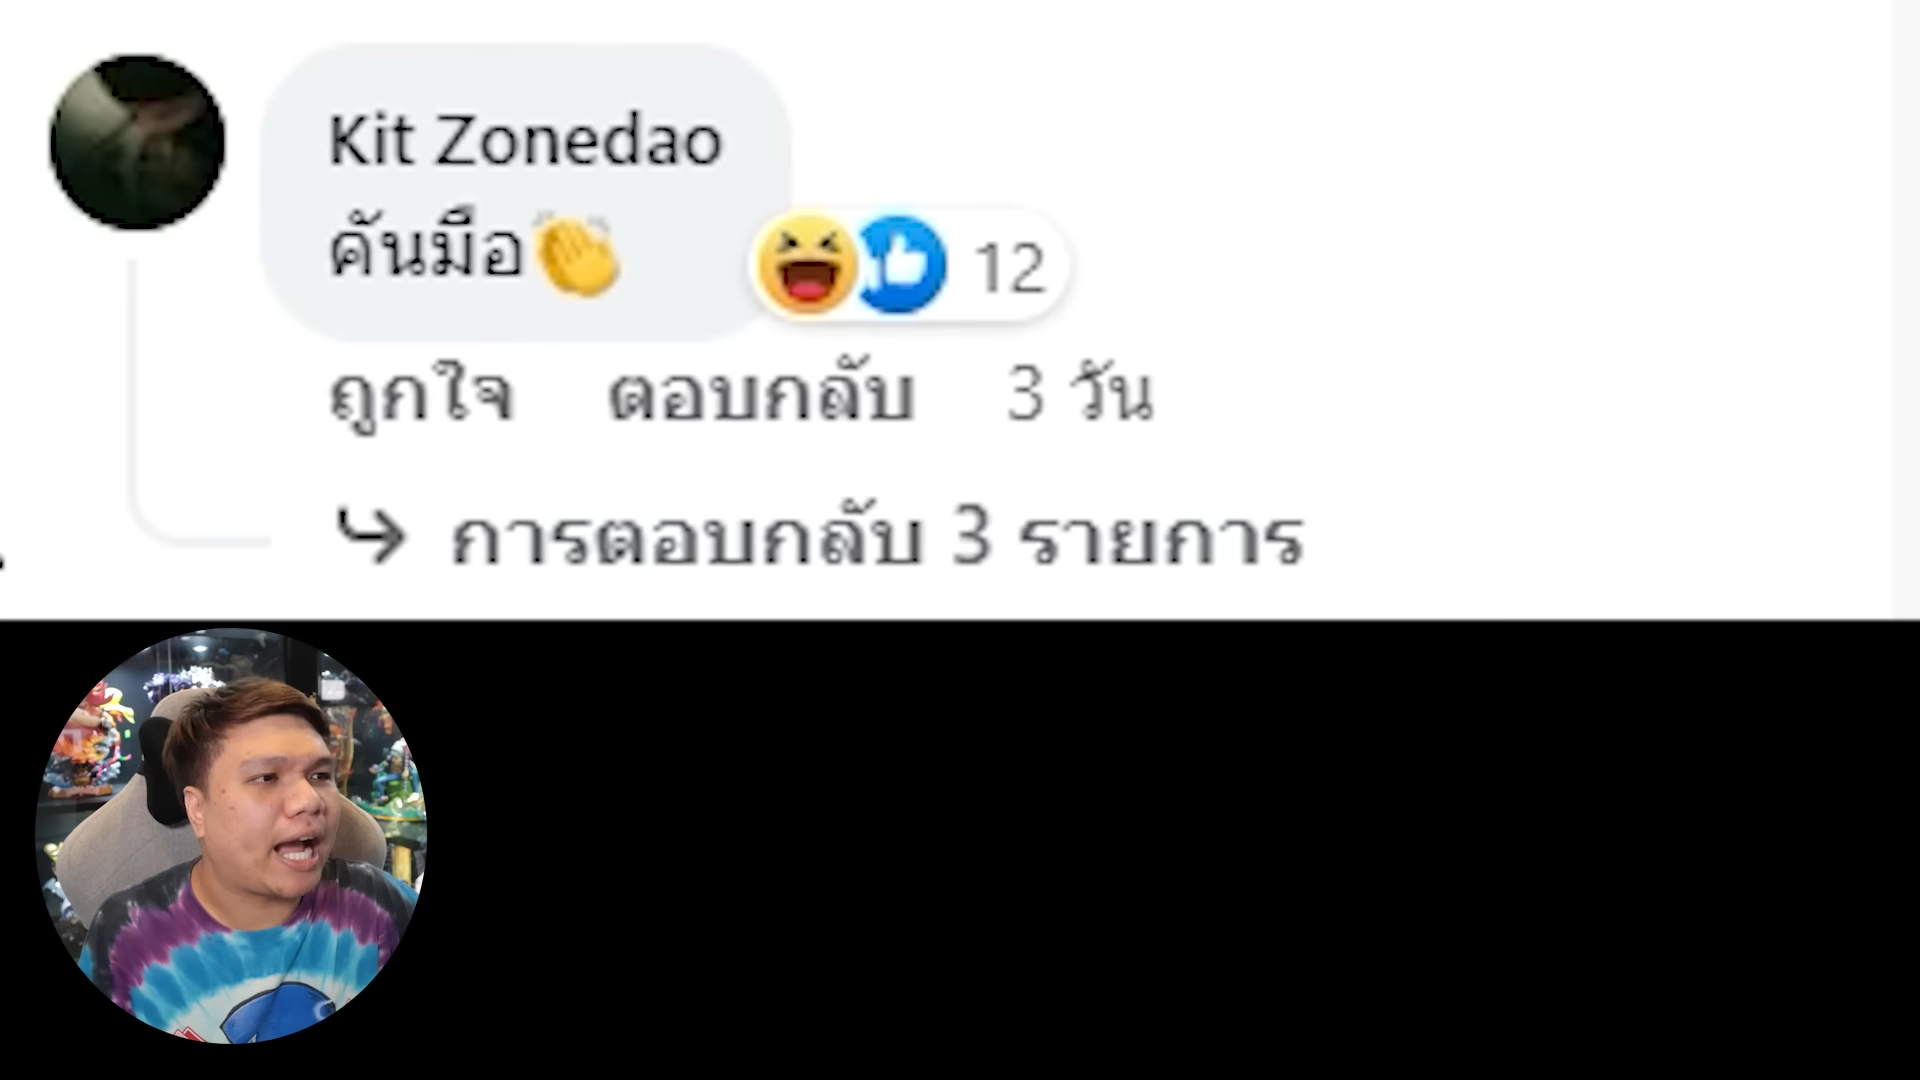 Kit Zonedao
คันมือ👏
12
ถูกใจ ตอบกลับ 3 วัน
การตอบกลับ 3 รายการ